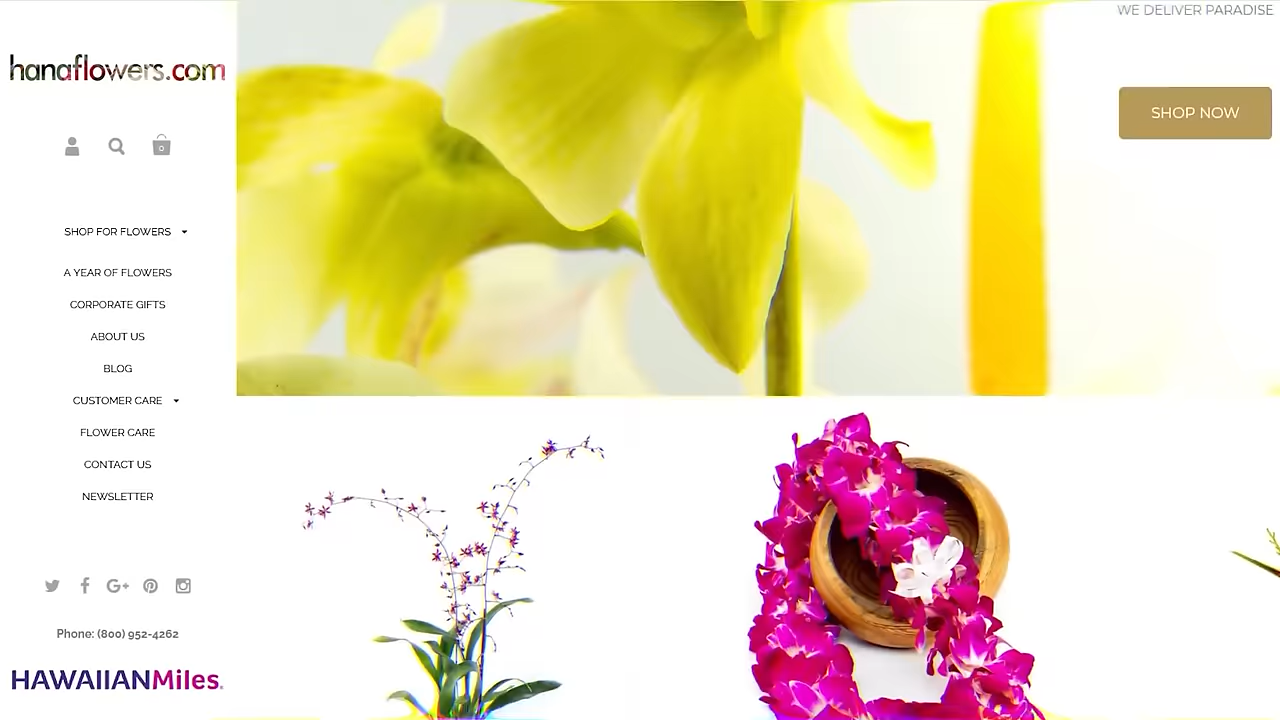 hanaflowers.com
0
SHOP FOR FLOWERS
A YEAR OF FLOWERS
CORPORATE GIFTS
ABOUT US
BLOG
CUSTOMER CARE
FLOWER CARE
CONTACT US
NEWSLETTER
G+
Phone: (800) 952-4262
HAWAIIANMiles®
WE DELIVER PARADISE
SHOP NOW